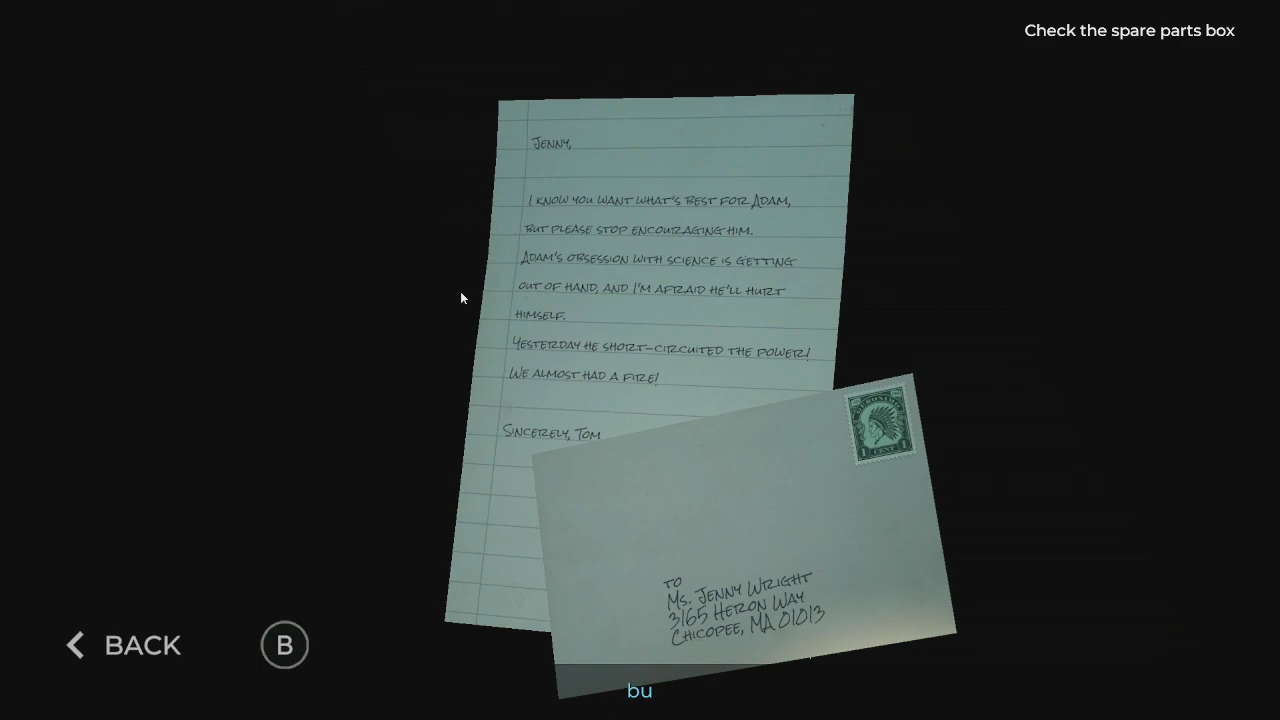 Check the spare parts box
JENNY,
I KNOW YOU WANT WHAT'S BEST FOR ADAM,
BUT PLEASE STOP ENCOURAGING HIM.
ADAM'S OBSESSION WITH SCIENCE IS GETTING
OUT OF HAND, AND I'M AFRAID HE'LL HURT
HIMSELF.
YESTERDAY HE SHORT-CIRCUITED THE POWER!
WE ALMOST HAD A FIRE!
SINCERELY, TOM
GERONIMO
1 CENT 1
TO
MS. JENNY WRIGHT
3165 HERON WAY
CHICOPEE, MA 01013
BACK
B
bu